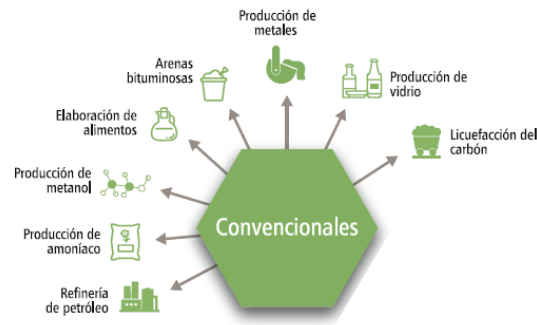 Producción de
metales
Arenas
bituminosas
Producción de
vidrio
Elaboración de
alimentos
Licuefacción del
carbón
Producción de
metanol
Convencionales
Producción de
amoníaco
Refinería
de petróleo